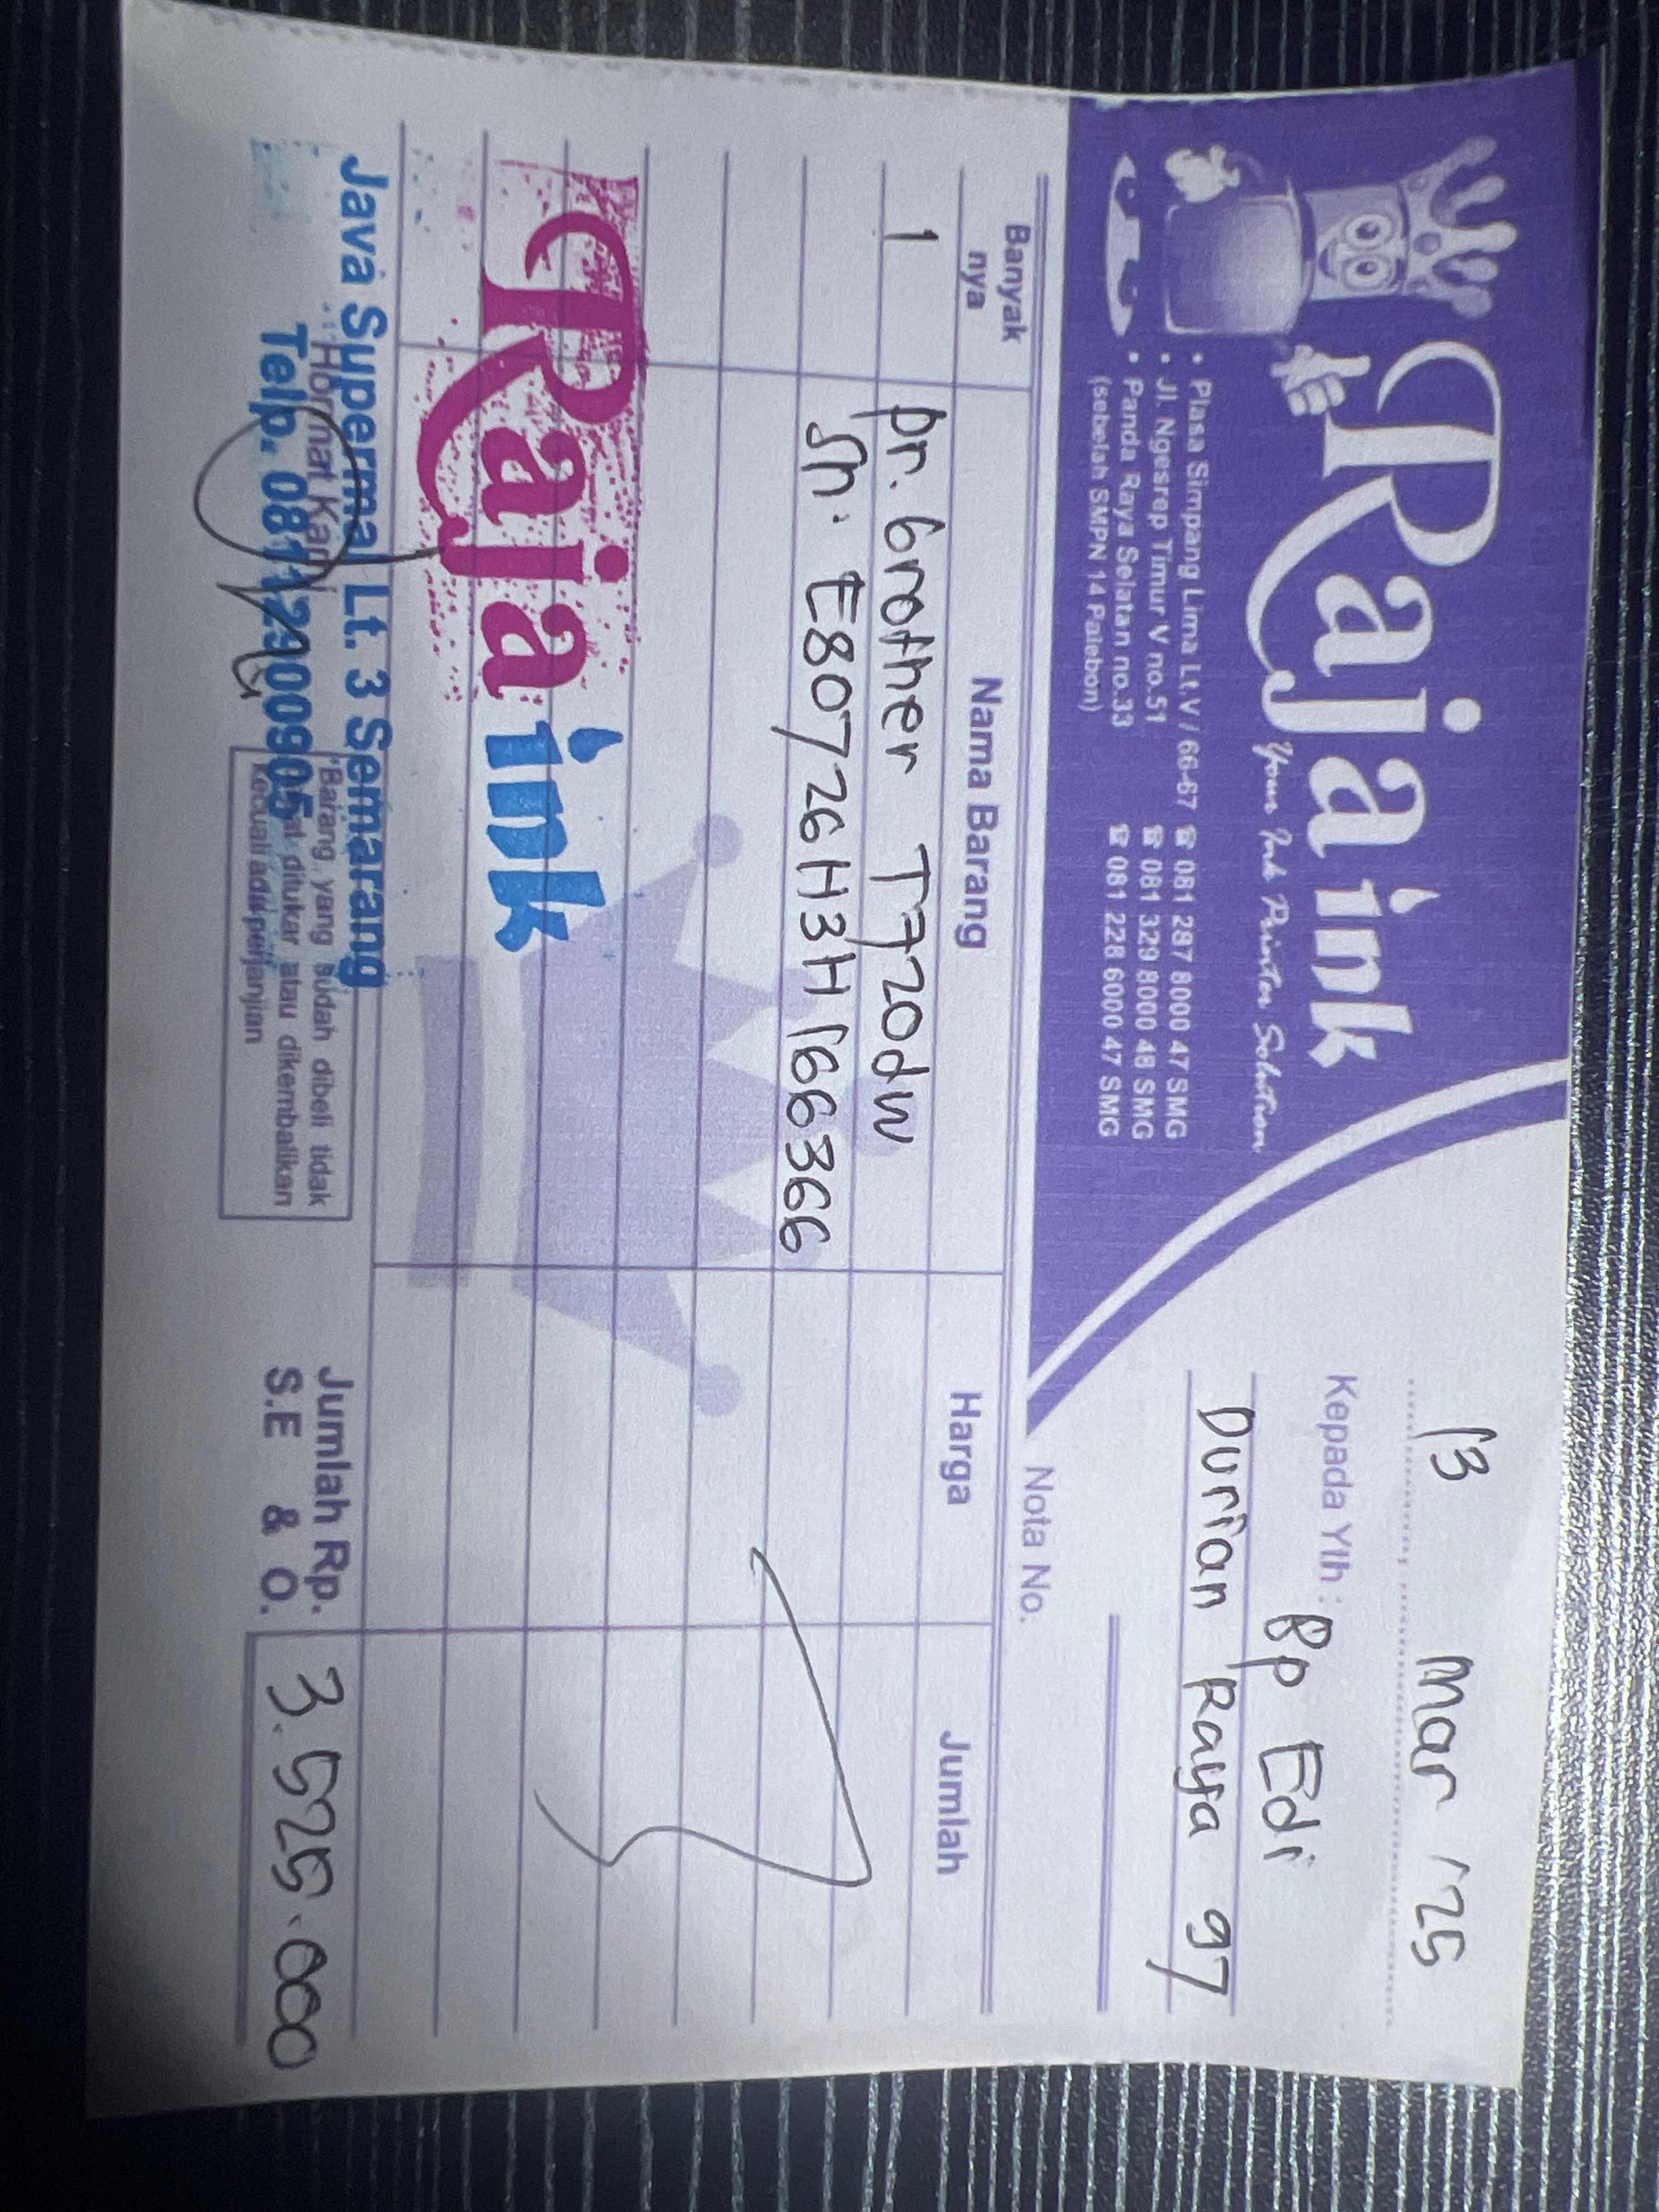 Raja ink
Your Ink Printer Solution
• Plasa Simpang Lima Lt.V / 66-67 ☎ 081 287 8000 47 SMG
• Jl. Ngesrep Timur V no.51 ☎ 081 329 8000 48 SMG
• Panda Raya Selatan no.33 ☎ 081 228 6000 47 SMG
(sebelah SMPN 14 Palebon)
13 Mar '25
Kepada Yth : Bp Edi
Durian Raya 97
Nota No.
Banyak nya Nama Barang Harga Jumlah
1 Pr. brother T720dw
Sn. E80726H3H166366
Raja ink
Java Supermal Lt. 3 Semarang
Telp. 08112900905
Hormat Kami
*Barang yang sudah dibeli tidak
ditukar atau dikembalikan
kecuali ada perjanjian
Jumlah Rp. 3.525.000
S.E & O.